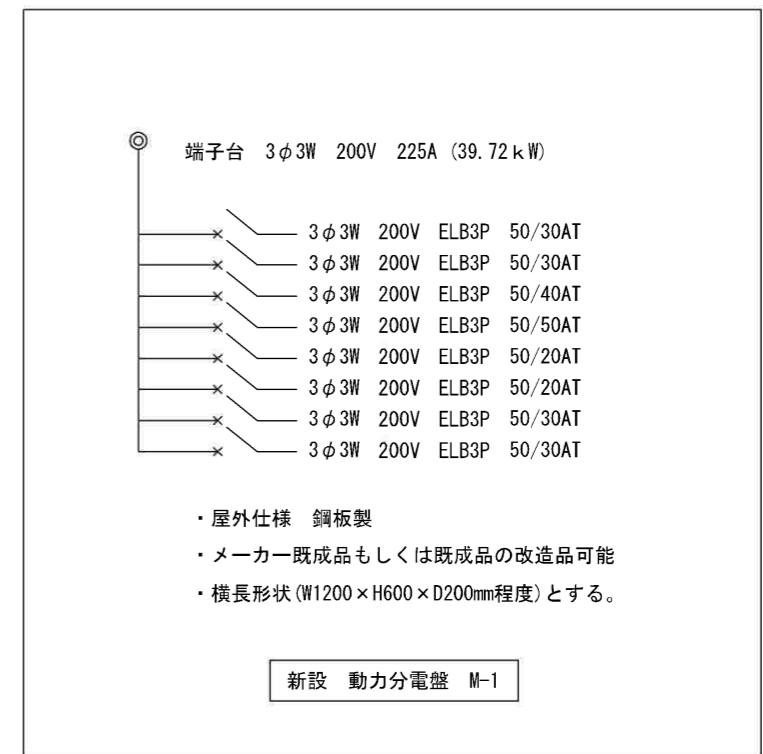 端子台　3φ3W　200V　225A (39.72kW)
3φ3W　200V　ELB3P　50/30AT
3φ3W　200V　ELB3P　50/30AT
3φ3W　200V　ELB3P　50/40AT
3φ3W　200V　ELB3P　50/50AT
3φ3W　200V　ELB3P　50/20AT
3φ3W　200V　ELB3P　50/20AT
3φ3W　200V　ELB3P　50/30AT
3φ3W　200V　ELB3P　50/30AT
・屋外仕様　鋼板製
・メーカー既成品もしくは既成品の改造品可能
・横長形状(W1200×H600×D200mm程度)とする。
新設　動力分電盤　M-1